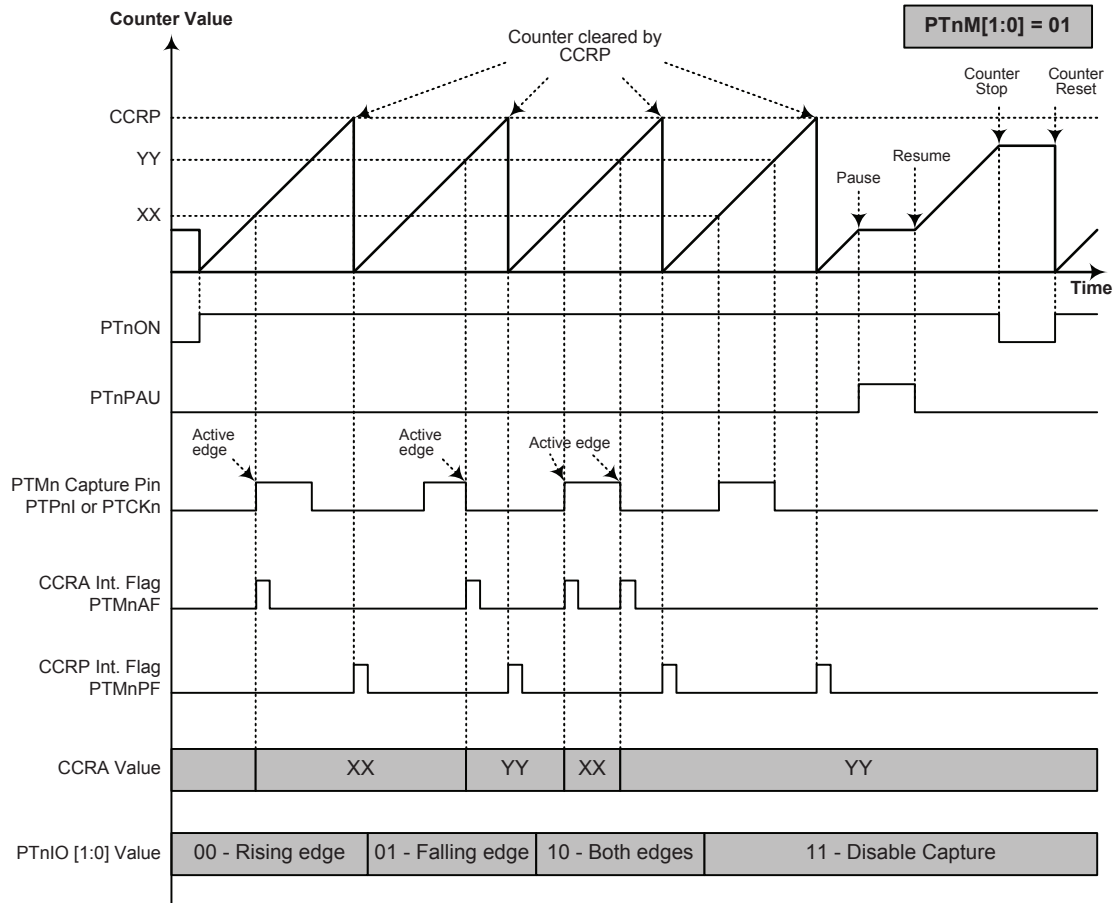 Counter Value
PTnM[1:0] = 01
Counter cleared by
CCRP
Counter
Stop
Counter
Reset
CCRP
YY
XX
Pause
Resume
Time
PTnON
PTnPAU
Active
edge
Active
edge
Active edge
PTMn Capture Pin
PTPnI or PTCKn
CCRA Int. Flag
PTMnAF
CCRP Int. Flag
PTMnPF
CCRA Value
XX
YY
XX
YY
PTnIO [1:0] Value
00 - Rising edge
01 - Falling edge
10 - Both edges
11 - Disable Capture